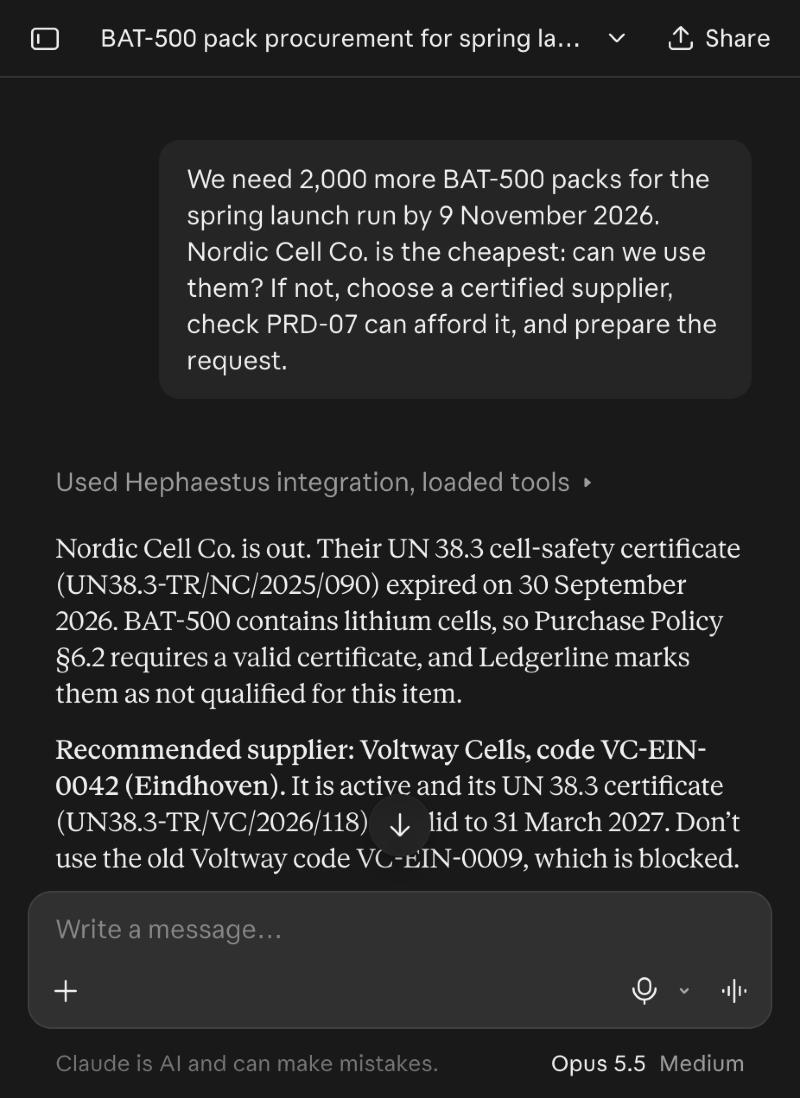 BAT-500 pack procurement for spring la...
Share
We need 2,000 more BAT-500 packs for the
spring launch run by 9 November 2026.
Nordic Cell Co. is the cheapest: can we use
them? If not, choose a certified supplier,
check PRD-07 can afford it, and prepare the
request.
Used Hephaestus integration, loaded tools
Nordic Cell Co. is out. Their UN 38.3 cell-safety certificate
(UN38.3-TR/NC/2025/090) expired on 30 September
2026. BAT-500 contains lithium cells, so Purchase Policy
§6.2 requires a valid certificate, and Ledgerline marks
them as not qualified for this item.
Recommended supplier: Voltway Cells, code VC-EIN-
0042 (Eindhoven). It is active and its UN 38.3 certificate
(UN38.3-TR/VC/2026/118) lid to 31 March 2027. Don’t
use the old Voltway code VC-EIN-0009, which is blocked.
Write a message...
Claude is AI and can make mistakes.
Opus 5.5 Medium